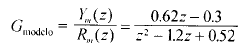 G_modelo = Y_m(z) / R_m(z) = 0.62z − 0.3 / z² − 1.2z + 0.52